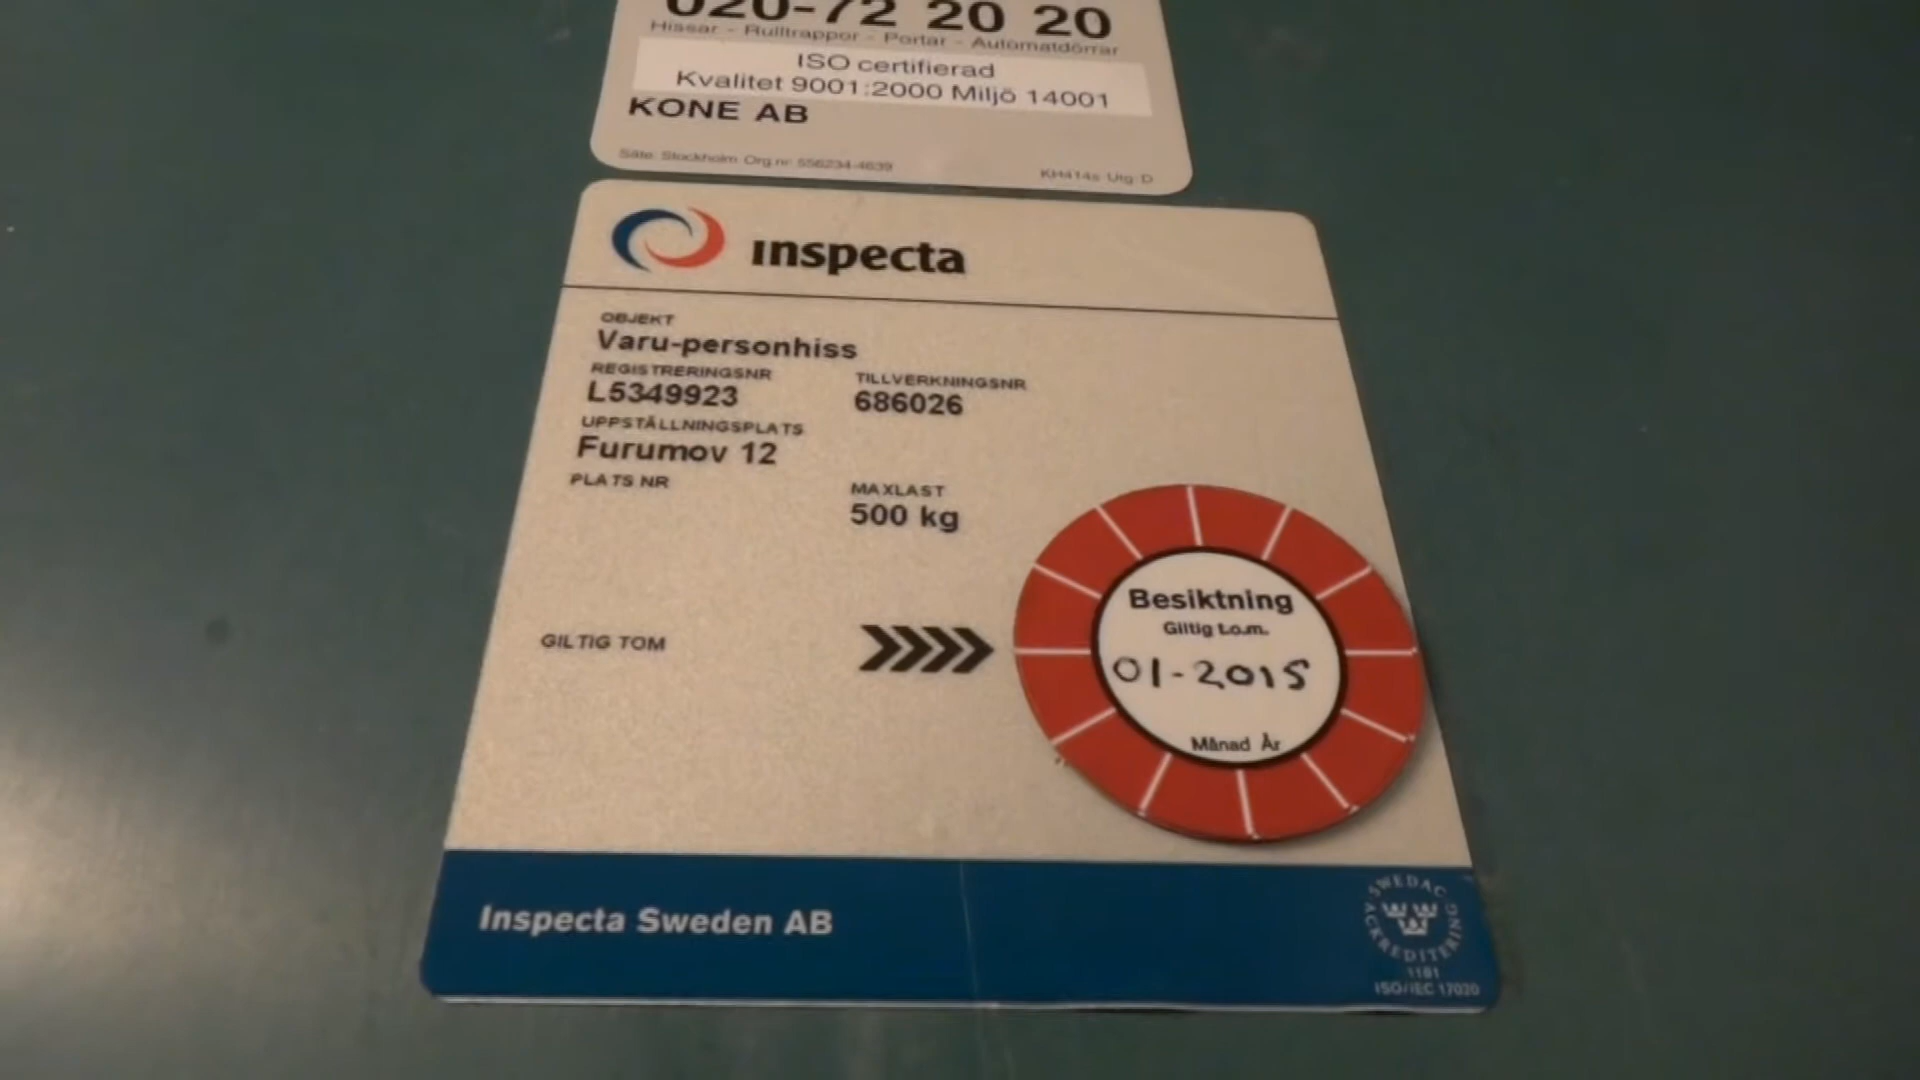 020-72 20 20
Hissar - Rulltrappor - Portar - Automatdörrar
ISO certifierad
Kvalitet 9001:2000 Miljö 14001
KONE AB
Säte: Stockholm Org.nr: 556234-4639
KH414s Utg: D
inspecta
OBJEKT
Varu-personhiss
REGISTRERINGSNR TILLVERKNINGSNR
L5349923 686026
UPPSTÄLLNINGSPLATS
Furumov 12
PLATS NR MAXLAST
500 kg
GILTIG TOM
Besiktning
Giltig t.o.m.
01-2015
Månad År
Inspecta Sweden AB
SWEDAC
ACKREDITERING
1181
ISO/IEC 17020